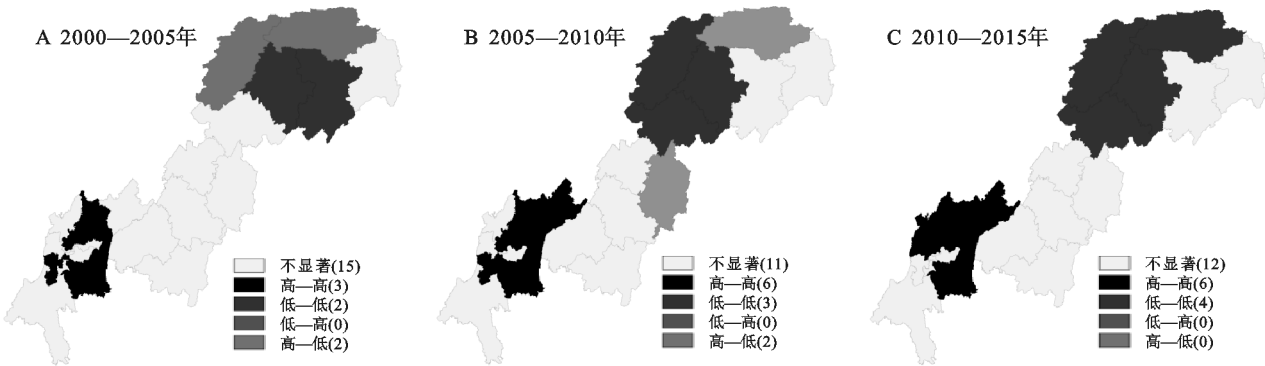 A 2000—2005年
不显著(15)
高—高(3)
低—低(2)
低—高(0)
高—低(2)
B 2005—2010年
不显著(11)
高—高(6)
低—低(3)
低—高(0)
高—低(2)
C 2010—2015年
不显著(12)
高—高(6)
低—低(4)
低—高(0)
高—低(0)